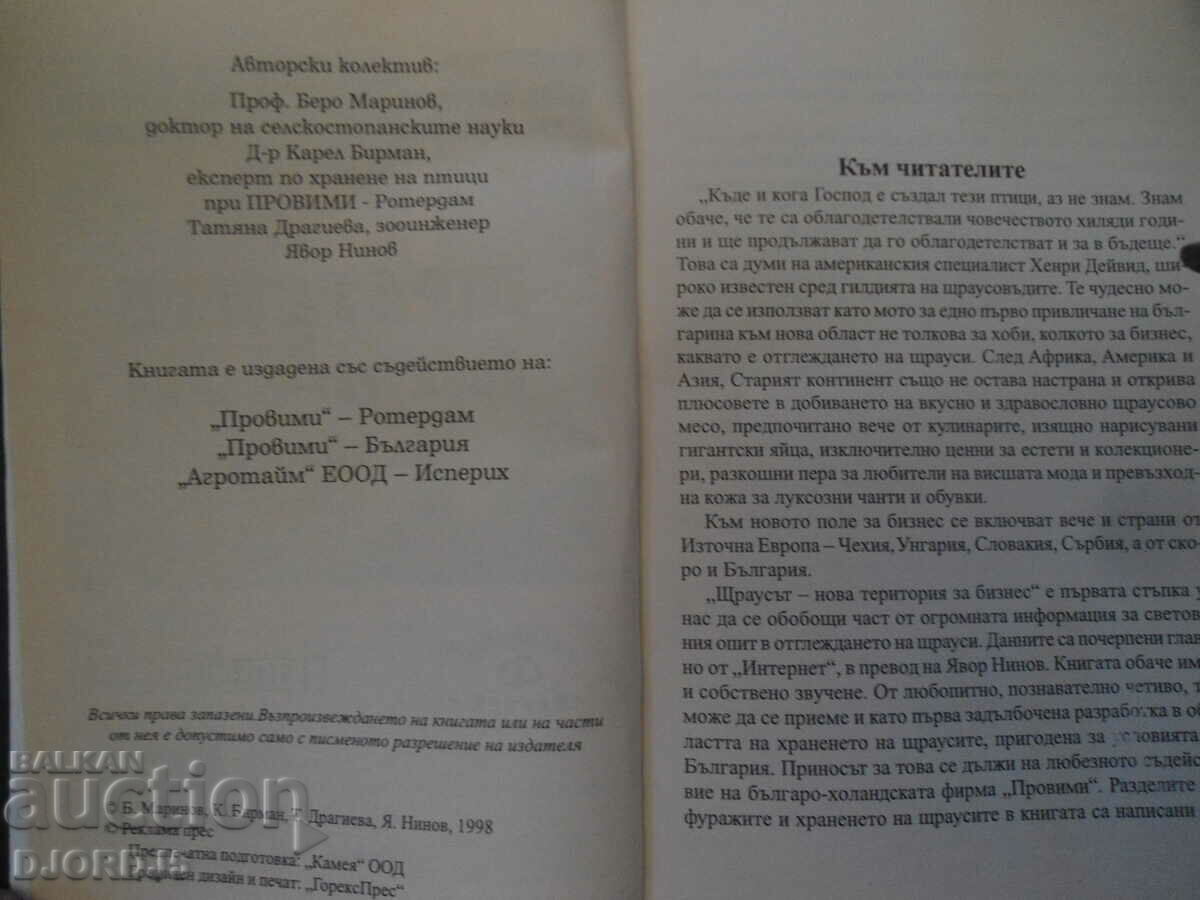 Авторски колектив:
Проф. Беро Маринов,
доктор на селскостопанските науки
Д-р Карел Бирман,
експерт по хранене на птици
при ПРОВИМИ - Ротердам
Татяна Драгиева, зооинженер
Явор Нинов
Книгата е издадена със съдействието на:
„Провими“ – Ротердам
„Провими“ – България
„Агротайм“ ЕООД – Исперих
Всички права запазени.Възпроизвеждането на книгата или на части
от нея е допустимо само с писменото разрешение на издателя
© Б. Маринов, К. Бирман, Т. Драгиева, Я. Нинов, 1998
© Реклама прес
Предпечатна подготовка: „Камея“ ООД
дизайн и печат: „ГорексПрес“
Към читателите
„Къде и кога Господ е създал тези птици, аз не знам. Знам
обаче, че те са облагодетелствали човечеството хиляди годи-
ни и ще продължават да го облагодетелстват и за в бъдеще.“
Това са думи на американския специалист Хенри Дейвид, ши-
роко известен сред гилдията на щраусовъдите. Те чудесно мо-
же да се използват като мото за едно първо привличане на бъл-
гарина към нова област не толкова за хоби, колкото за бизнес,
каквато е отглеждането на щрауси. След Африка, Америка и
Азия, Старият континент също не остава настрана и открива
плюсовете в добиването на вкусно и здравословно щраусово
месо, предпочитано вече от кулинарите, изящно нарисувани
гигантски яйца, изключително ценни за естети и колекционе-
ри, разкошни пера за любители на висшата мода и превъзход-
на кожа за луксозни чанти и обувки.
Към новото поле за бизнес се включват вече и страни от
Източна Европа – Чехия, Унгария, Словакия, Сърбия, а от ско-
ро и България.
„Щраусът – нова територия за бизнес“ е първата стъпка у
нас да се обобщи част от огромната информация за светов
ния опит в отглеждането на щрауси. Данните са почерпени глав
но от „Интернет“, в превод на Явор Нинов. Книгата обаче им
и собствено звучене. От любопитно, познавателно четиво, т
може да се приеме и като първа задълбочена разработка в об
ластта на храненето на щраусите, пригодена за условията
България. Приносът за това се дължи на любезното съдейс
вие на българо-холандската фирма „Провими“. Разделите
фуражите и храненето на щраусите в книгата са написани
BALKAN
auction
DJORD_15